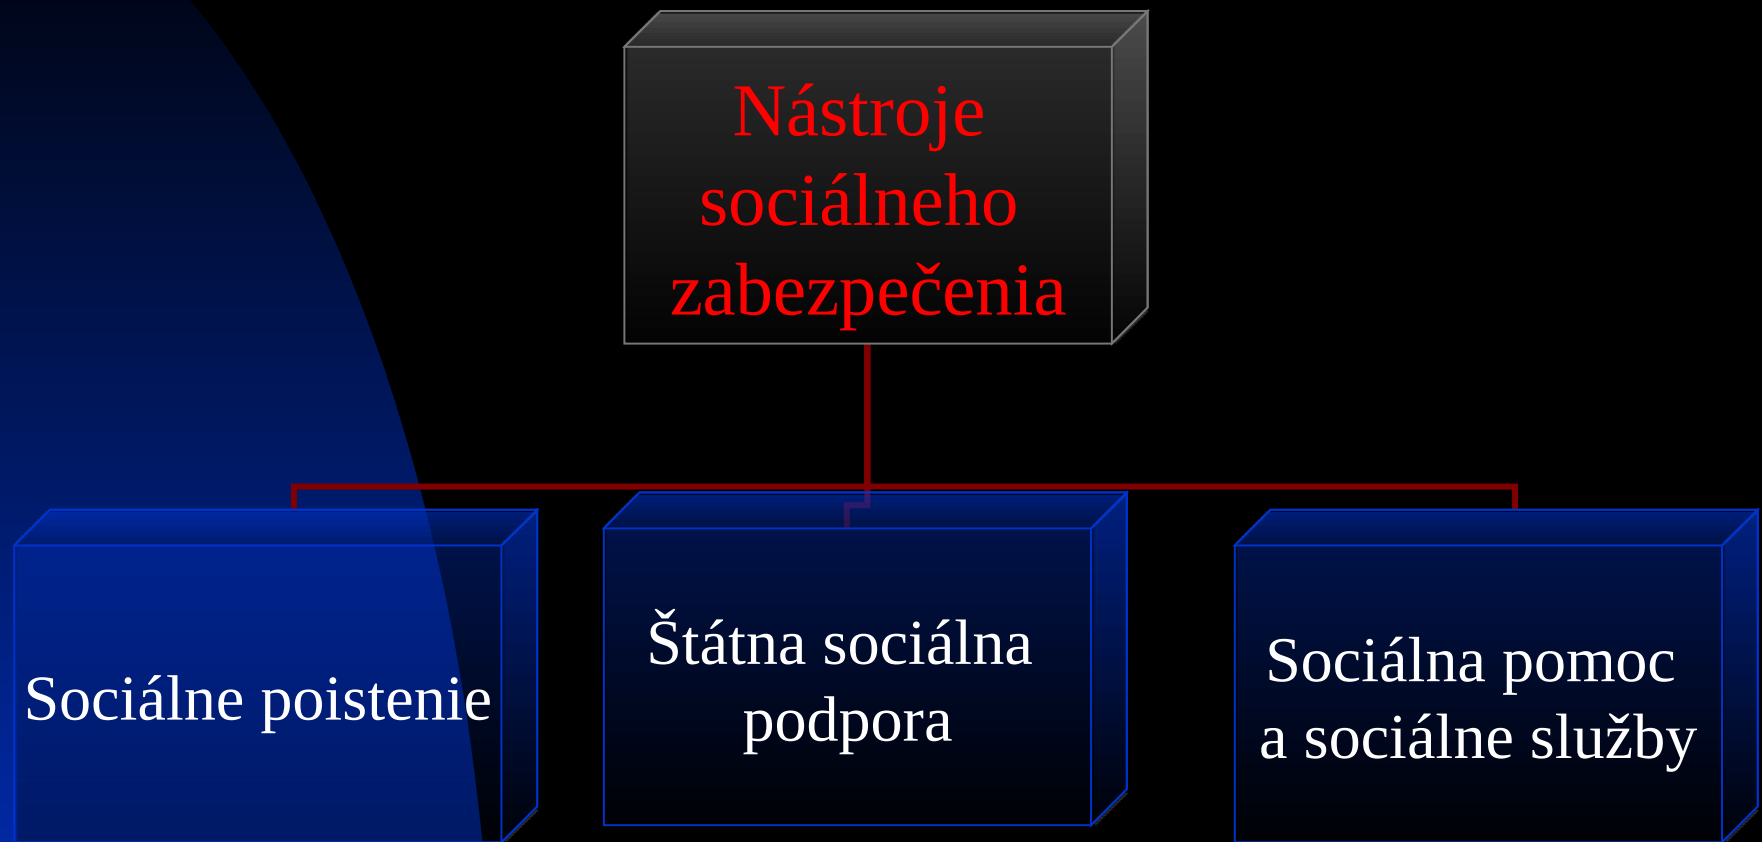 Nástroje
sociálneho
zabezpečenia
Sociálne poistenie
Štátna sociálna
podpora
Sociálna pomoc
a sociálne služby